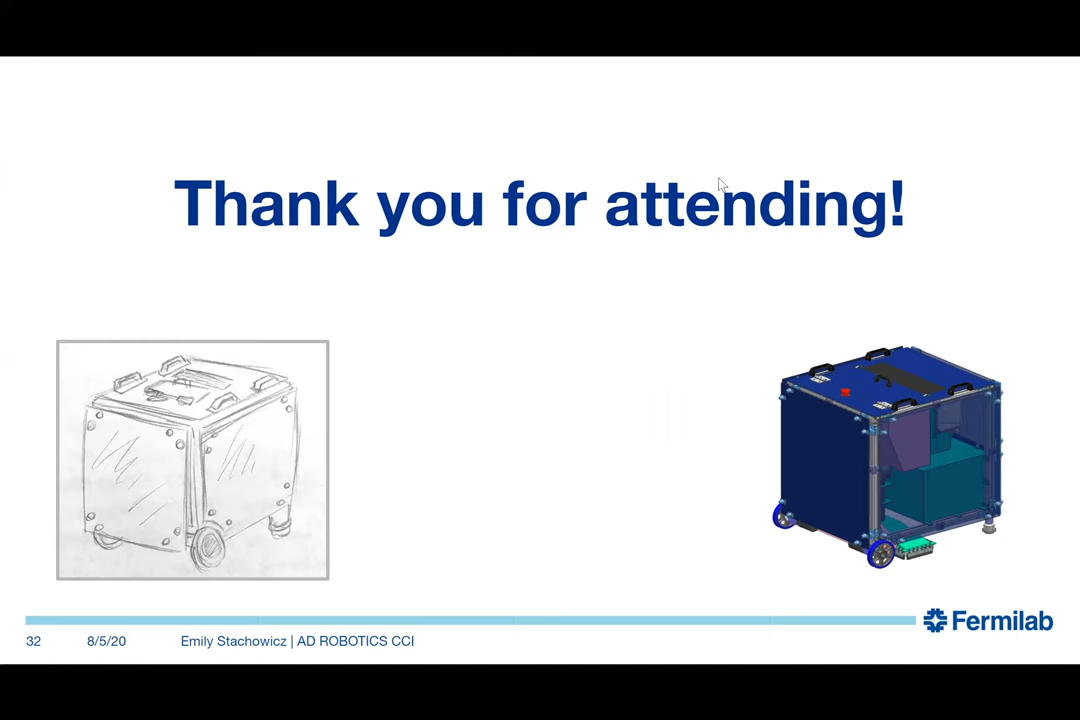 Thank you for attending!
Fermilab
32 8/5/20 Emily Stachowicz | AD ROBOTICS CCI